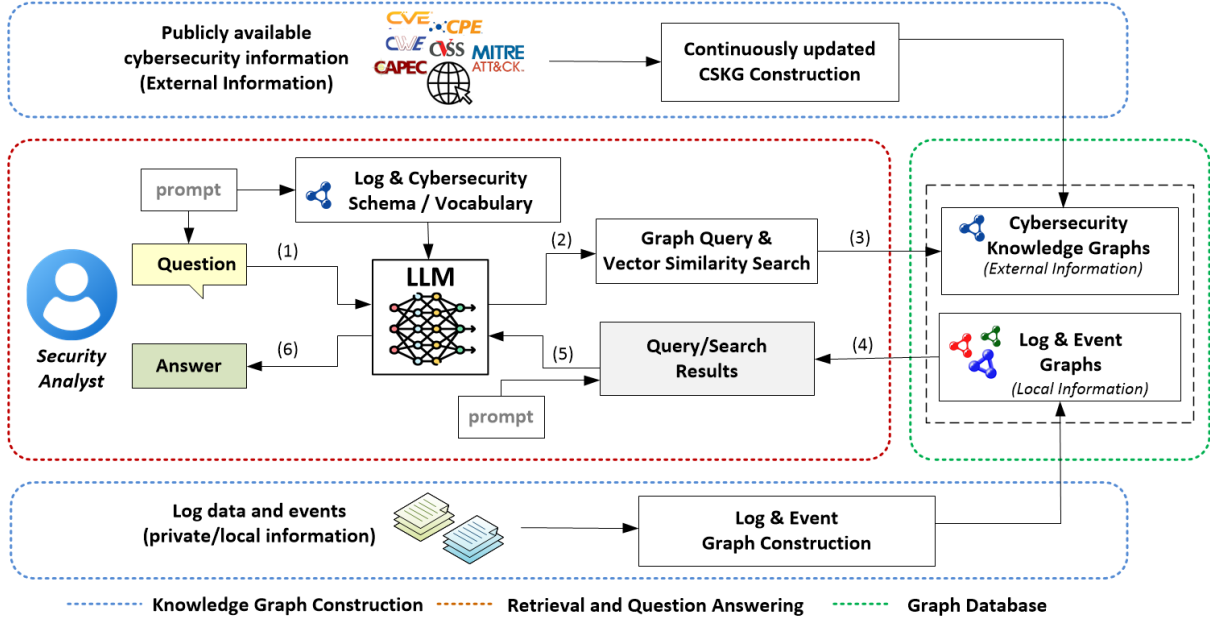 Publicly available
cybersecurity information
(External Information)
CVE
CPE
CWE
CVSS
MITRE
ATT&CK
CAPEC
Continuously updated
CSKG Construction
prompt
Log & Cybersecurity
Schema / Vocabulary
Question
(1)
LLM
(2)
Graph Query &
Vector Similarity Search
(3)
Cybersecurity
Knowledge Graphs
(External Information)
Security
Analyst
Answer
(6)
(5)
Query/Search
Results
(4)
Log & Event
Graphs
(Local Information)
prompt
Log data and events
(private/local information)
Log & Event
Graph Construction
Knowledge Graph Construction
Retrieval and Question Answering
Graph Database